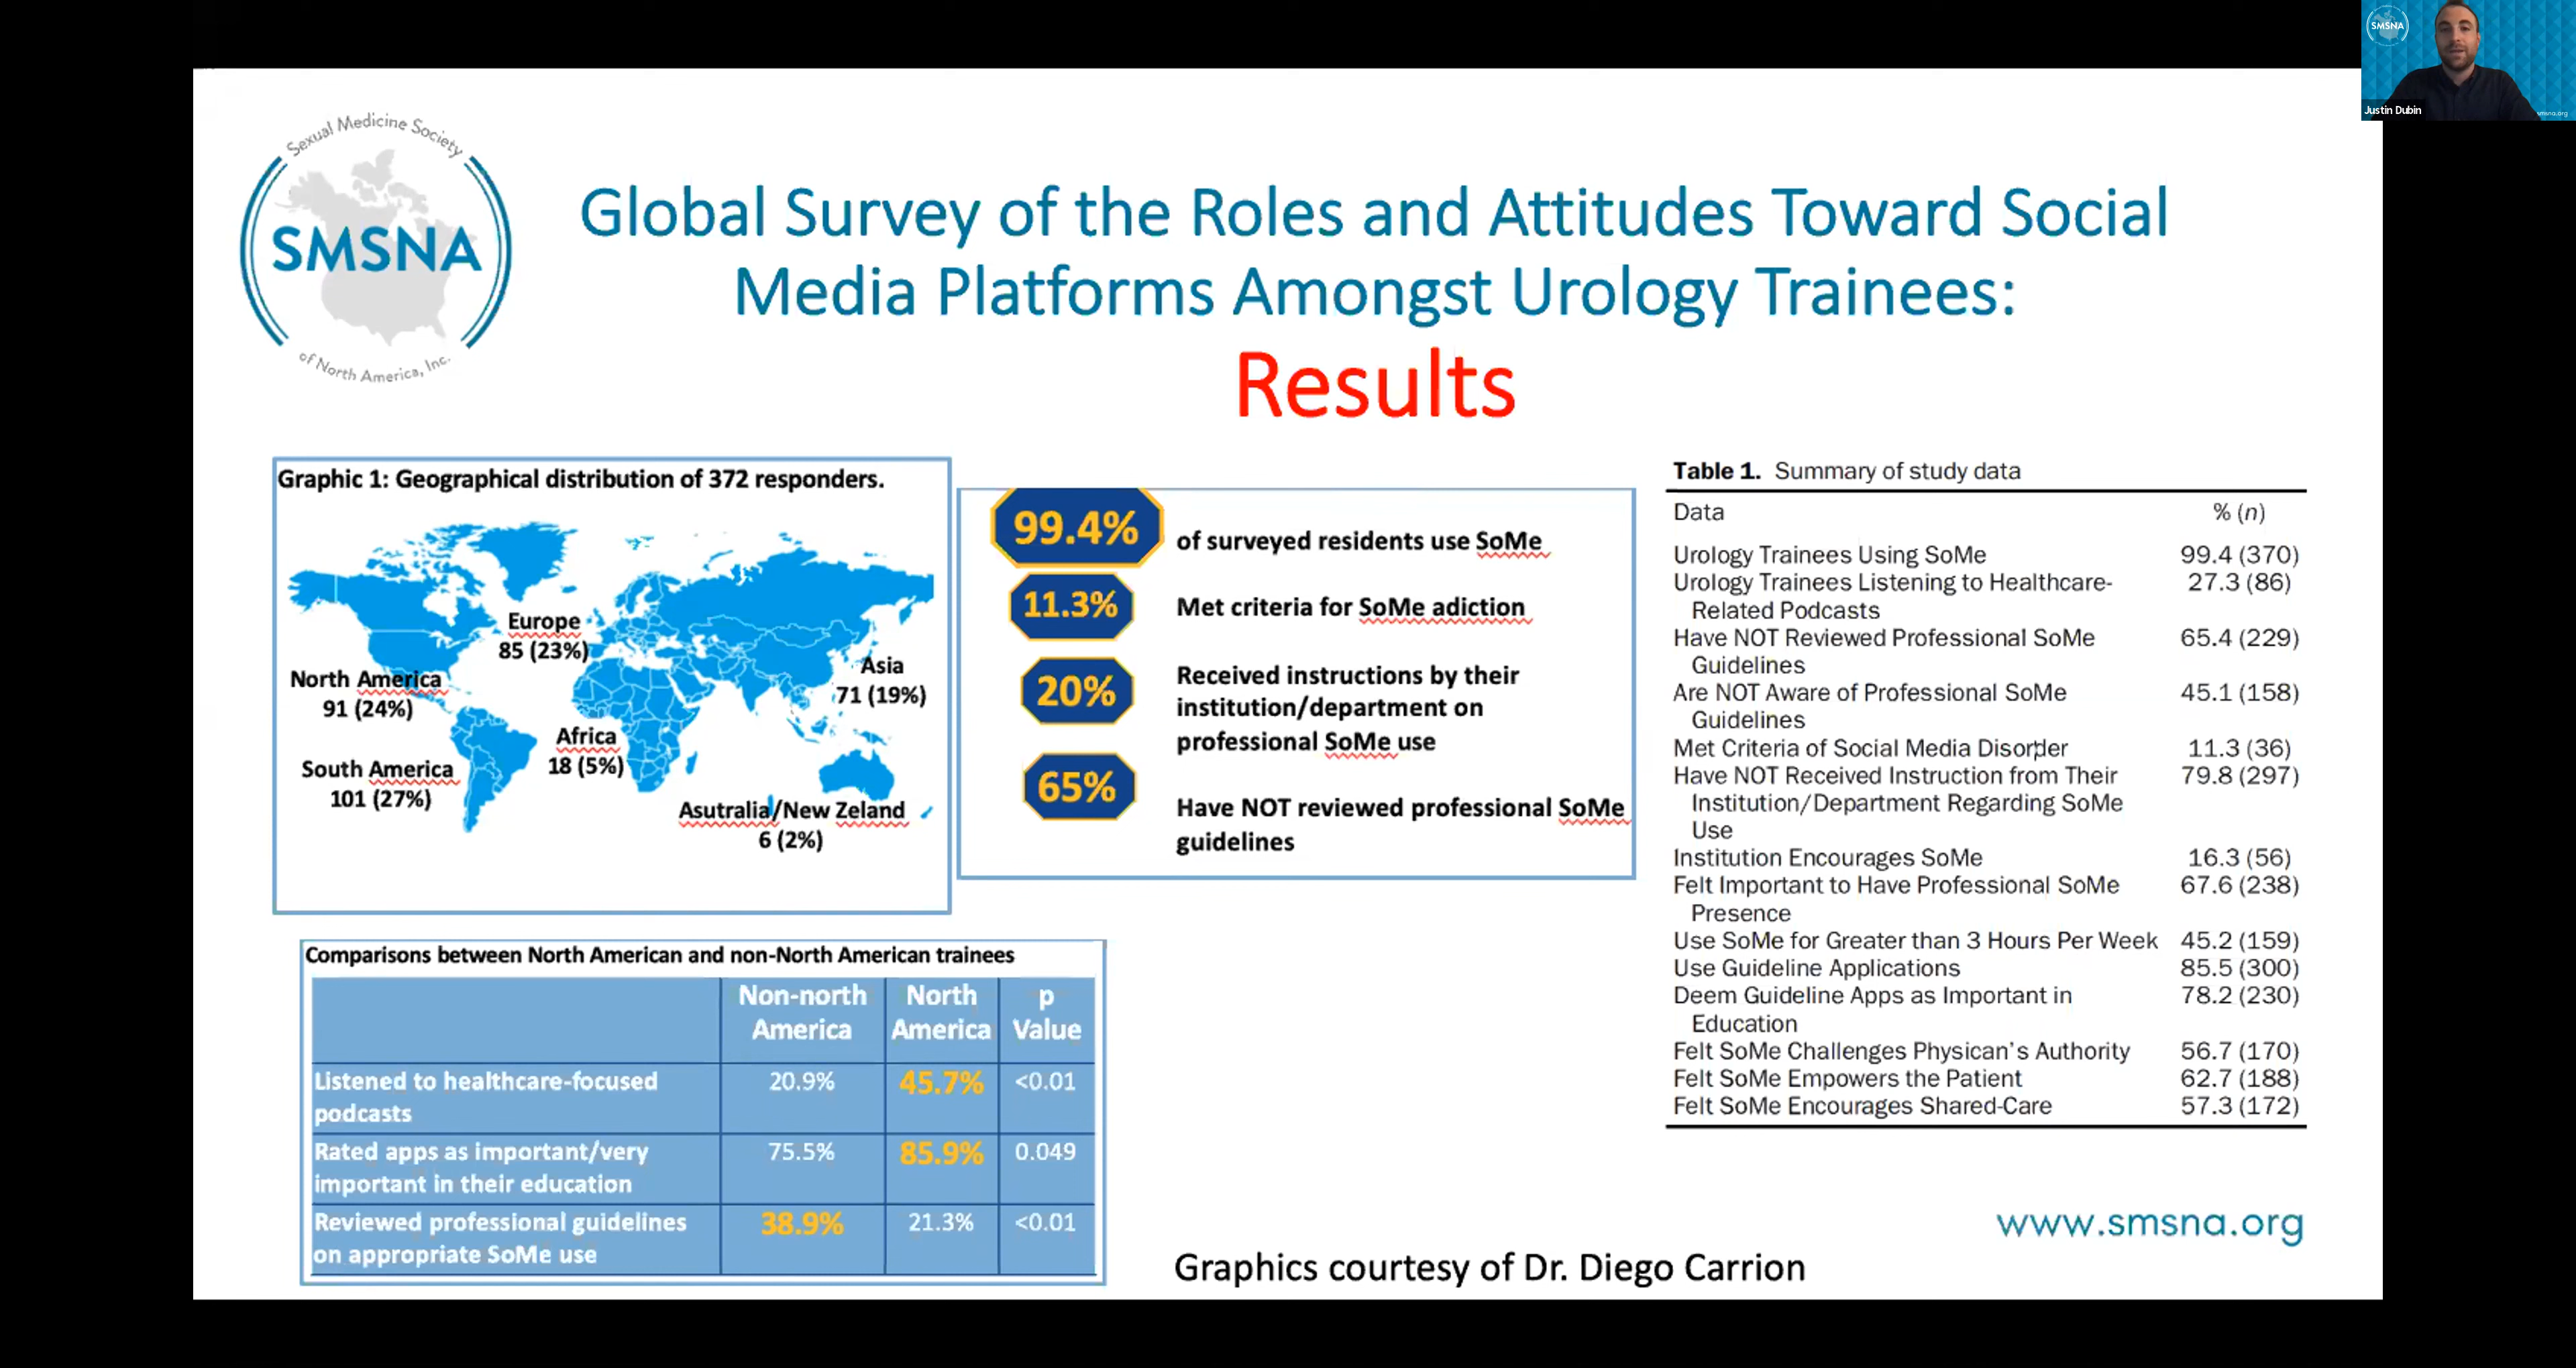 SMSNA
Justin Dubin
smsna.org
Sexual Medicine Society
SMSNA
of North America, Inc.
Global Survey of the Roles and Attitudes Toward Social
Media Platforms Amongst Urology Trainees:
Results
Graphic 1: Geographical distribution of 372 responders.
Europe
85 (23%)
North America
91 (24%)
Asia
71 (19%)
Africa
18 (5%)
South America
101 (27%)
Asutralia/New Zeland
6 (2%)
99.4%
of surveyed residents use SoMe
11.3%
Met criteria for SoMe adiction
20%
Received instructions by their
institution/department on
professional SoMe use
65%
Have NOT reviewed professional SoMe
guidelines
Table 1. Summary of study data
Data % (n)
Urology Trainees Using SoMe 99.4 (370)
Urology Trainees Listening to Healthcare- 27.3 (86)
Related Podcasts
Have NOT Reviewed Professional SoMe 65.4 (229)
Guidelines
Are NOT Aware of Professional SoMe 45.1 (158)
Guidelines
Met Criteria of Social Media Disorder 11.3 (36)
Have NOT Received Instruction from Their 79.8 (297)
Institution/Department Regarding SoMe
Use
Institution Encourages SoMe 16.3 (56)
Felt Important to Have Professional SoMe 67.6 (238)
Presence
Use SoMe for Greater than 3 Hours Per Week 45.2 (159)
Use Guideline Applications 85.5 (300)
Deem Guideline Apps as Important in 78.2 (230)
Education
Felt SoMe Challenges Physican's Authority 56.7 (170)
Felt SoMe Empowers the Patient 62.7 (188)
Felt SoMe Encourages Shared-Care 57.3 (172)
Comparisons between North American and non-North American trainees
Non-north North p
America America Value
Listened to healthcare-focused 20.9% 45.7% <0.01
podcasts
Rated apps as important/very 75.5% 85.9% 0.049
important in their education
Reviewed professional guidelines 38.9% 21.3% <0.01
on appropriate SoMe use
www.smsna.org
Graphics courtesy of Dr. Diego Carrion